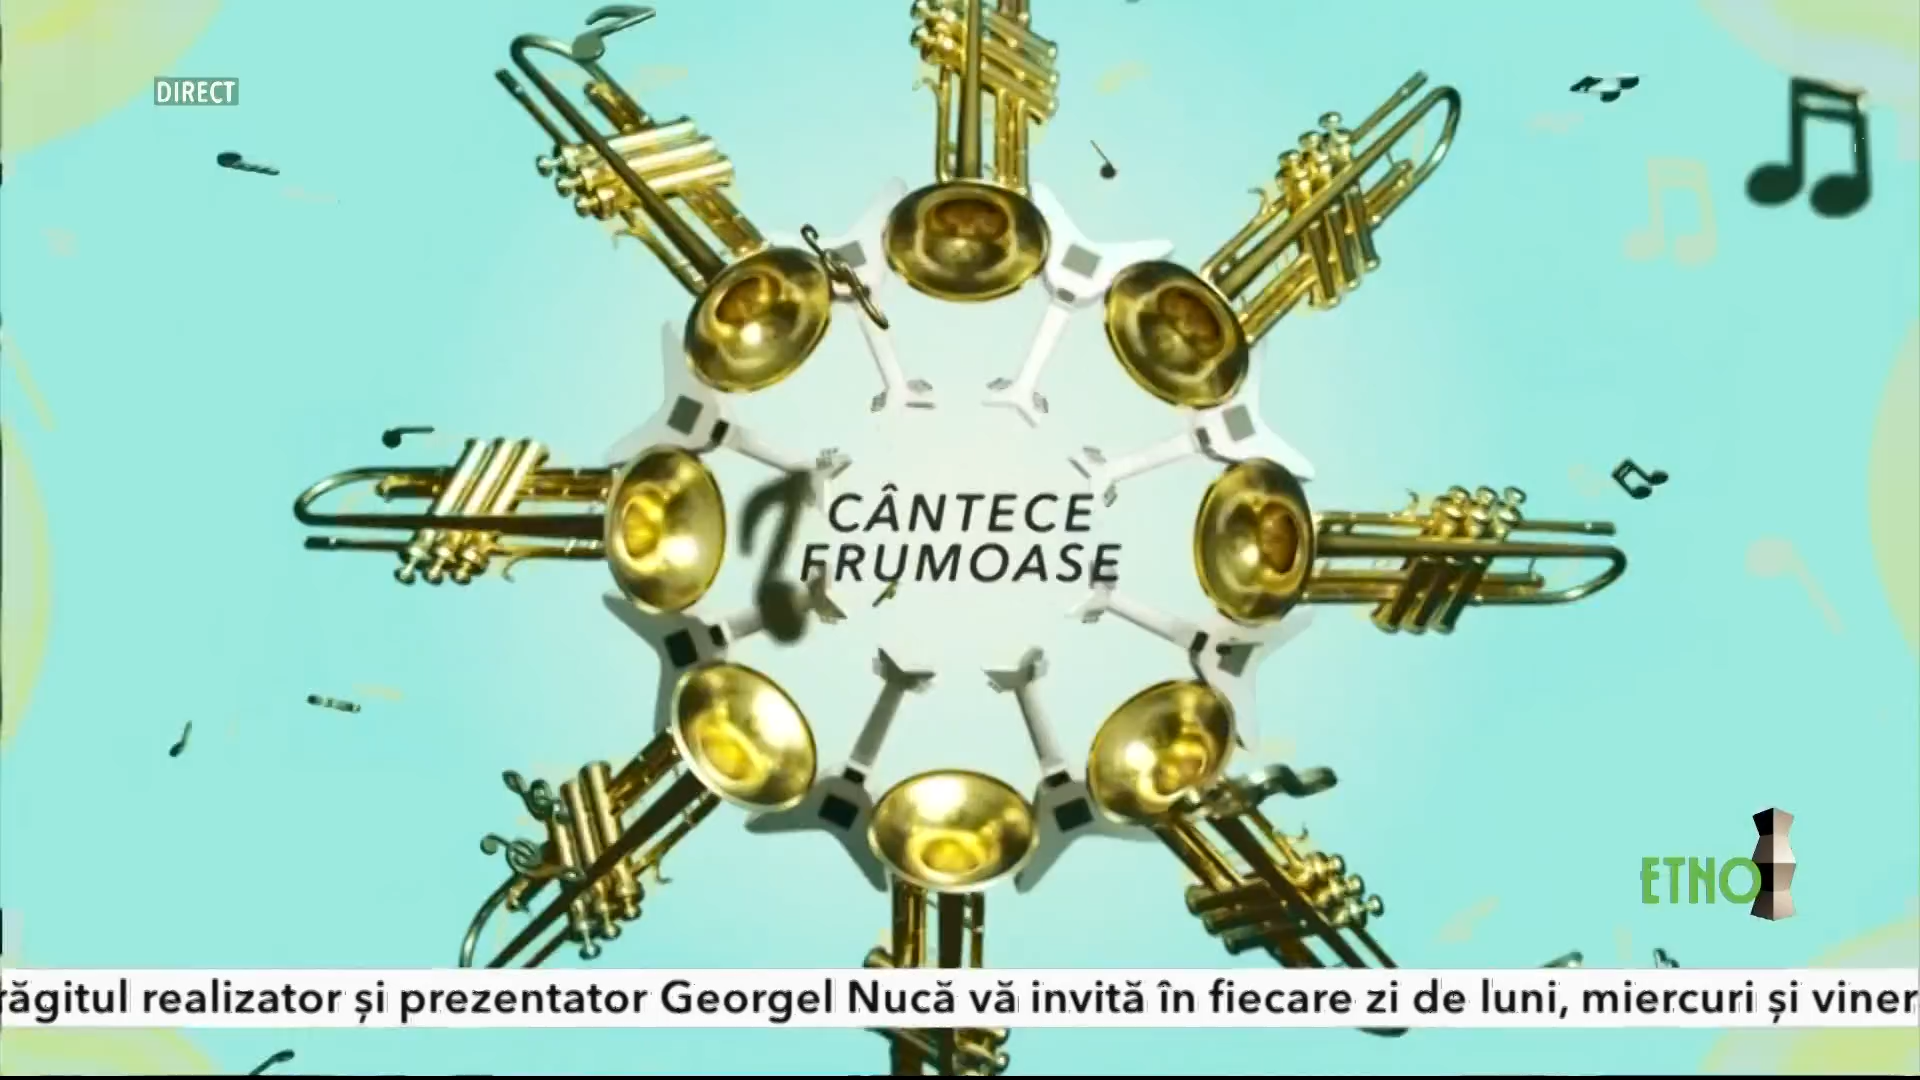 DIRECT
CÂNTECE
FRUMOASE
ETNO
răgitul realizator și prezentator Georgel Nucă vă invită în fiecare zi de luni, miercuri și viner